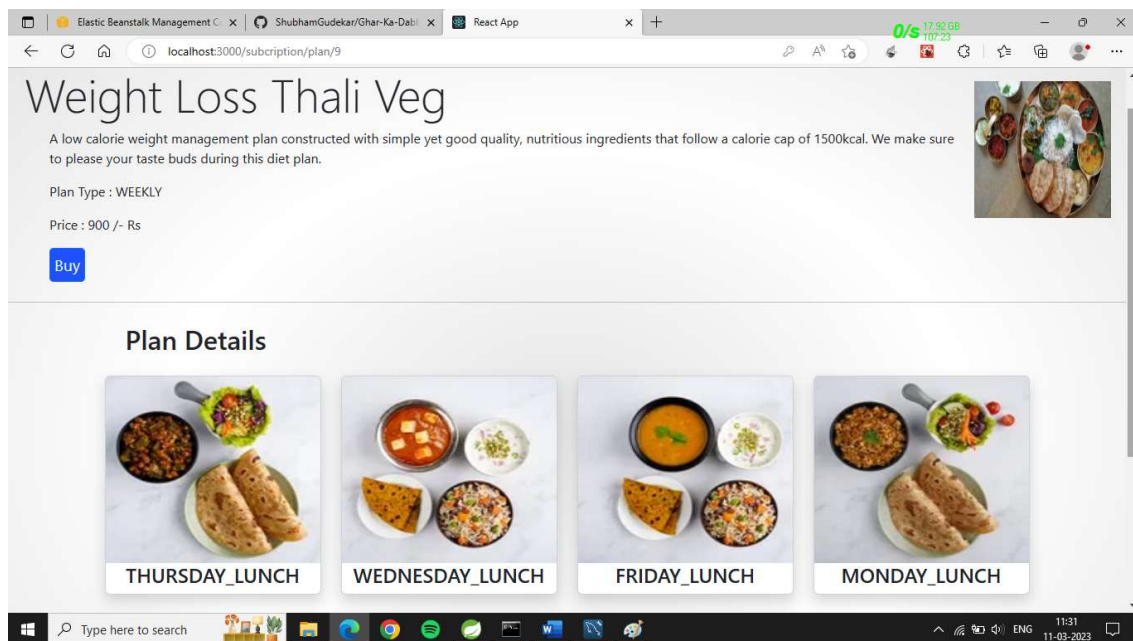 Elastic Beanstalk Management C
ShubhamGudekar/Ghar-Ka-Dab
React App
0/s 17.92 GB
107:23
localhost:3000/subcription/plan/9
Weight Loss Thali Veg
A low calorie weight management plan constructed with simple yet good quality, nutritious ingredients that follow a calorie cap of 1500kcal. We make sure
to please your taste buds during this diet plan.
Plan Type : WEEKLY
Price : 900 /- Rs
Buy
Plan Details
THURSDAY_LUNCH
WEDNESDAY_LUNCH
FRIDAY_LUNCH
MONDAY_LUNCH
Type here to search
ENG
11:31
11-03-2023